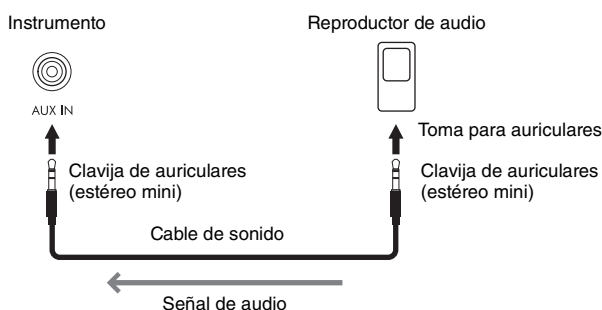 Instrumento
Reproductor de audio
AUX IN
Toma para auriculares
Clavija de auriculares
(estéreo mini)
Clavija de auriculares
(estéreo mini)
Cable de sonido
Señal de audio